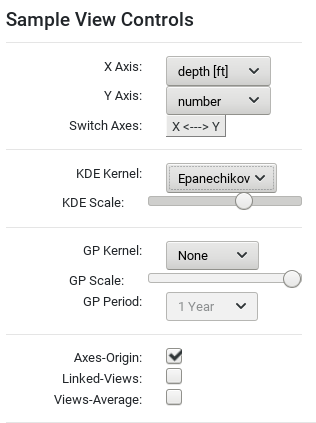 Sample View Controls
X Axis: depth [ft]
Y Axis: number
Switch Axes: X <---> Y
KDE Kernel: Epanechikov
KDE Scale:
GP Kernel: None
GP Scale:
GP Period: 1 Year
Axes-Origin:
Linked-Views:
Views-Average: